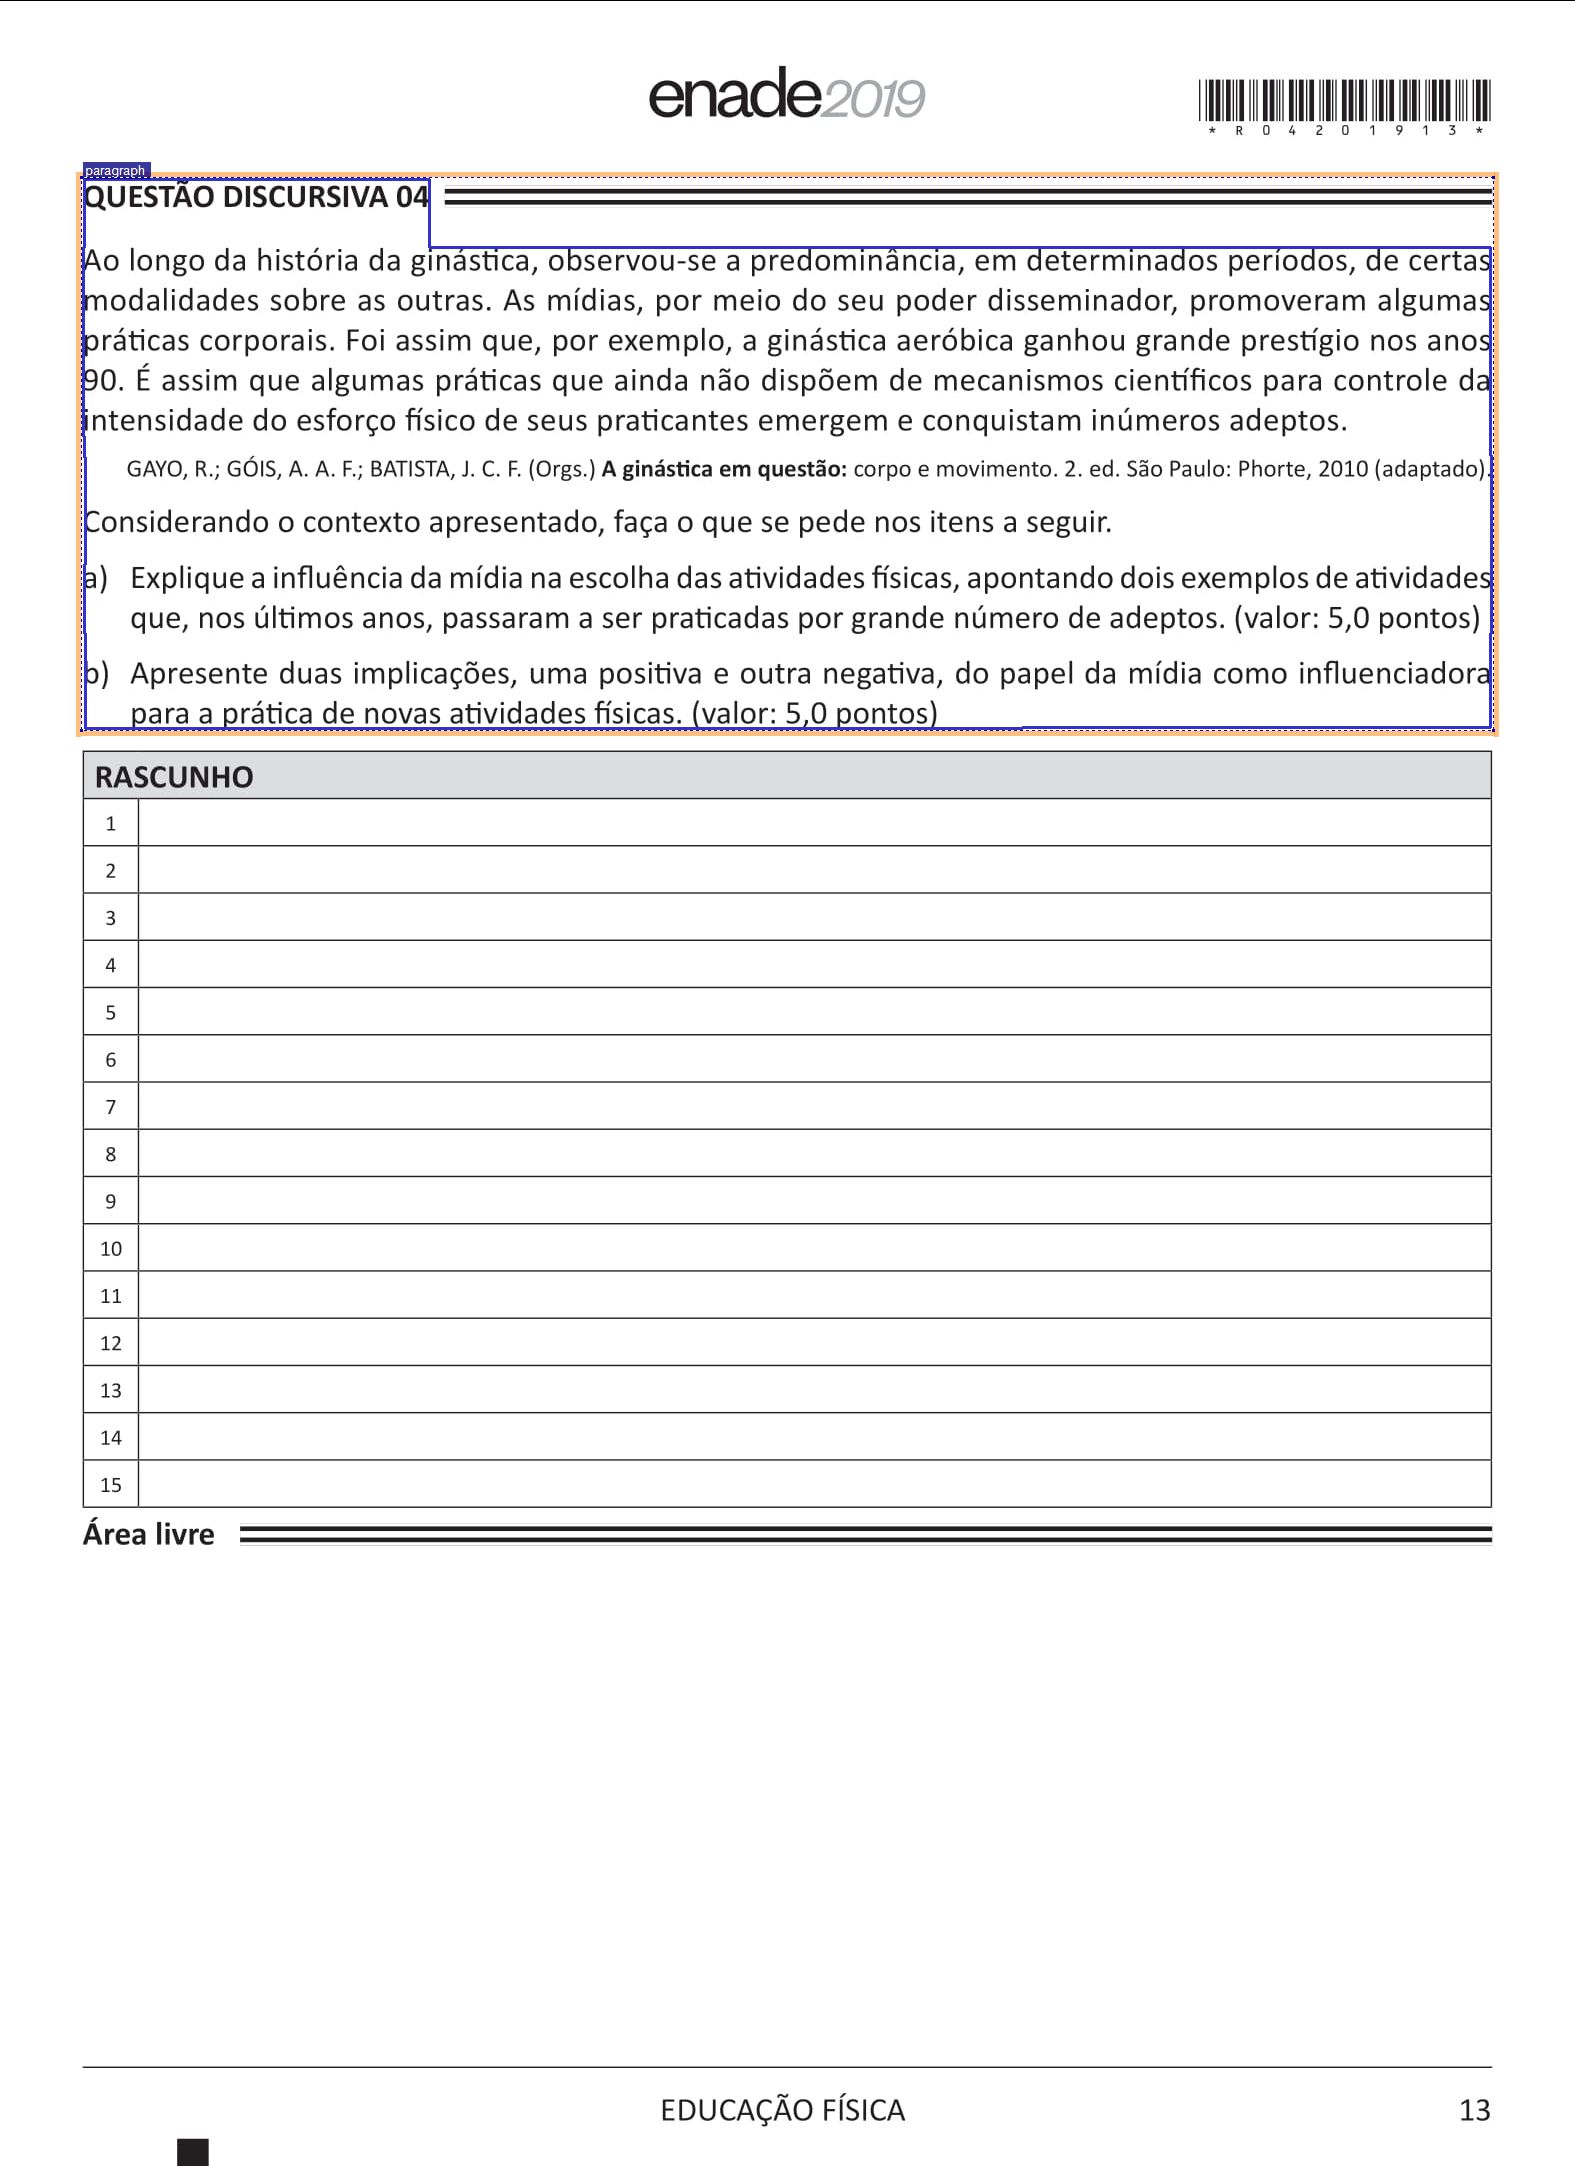 enade2019
*R04201913*
paragraph
QUESTÃO DISCURSIVA 04
Ao longo da história da ginástica, observou-se a predominância, em determinados períodos, de certas
modalidades sobre as outras. As mídias, por meio do seu poder disseminador, promoveram algumas
práticas corporais. Foi assim que, por exemplo, a ginástica aeróbica ganhou grande prestígio nos anos
90. É assim que algumas práticas que ainda não dispõem de mecanismos científicos para controle da
intensidade do esforço físico de seus praticantes emergem e conquistam inúmeros adeptos.
GAYO, R.; GÓIS, A. A. F.; BATISTA, J. C. F. (Orgs.) A ginástica em questão: corpo e movimento. 2. ed. São Paulo: Phorte, 2010 (adaptado).
Considerando o contexto apresentado, faça o que se pede nos itens a seguir.
a) Explique a influência da mídia na escolha das atividades físicas, apontando dois exemplos de atividades
que, nos últimos anos, passaram a ser praticadas por grande número de adeptos. (valor: 5,0 pontos)
b) Apresente duas implicações, uma positiva e outra negativa, do papel da mídia como influenciadora
para a prática de novas atividades físicas. (valor: 5,0 pontos)
RASCUNHO
1
2
3
4
5
6
7
8
9
10
11
12
13
14
15
Área livre
EDUCAÇÃO FÍSICA 13